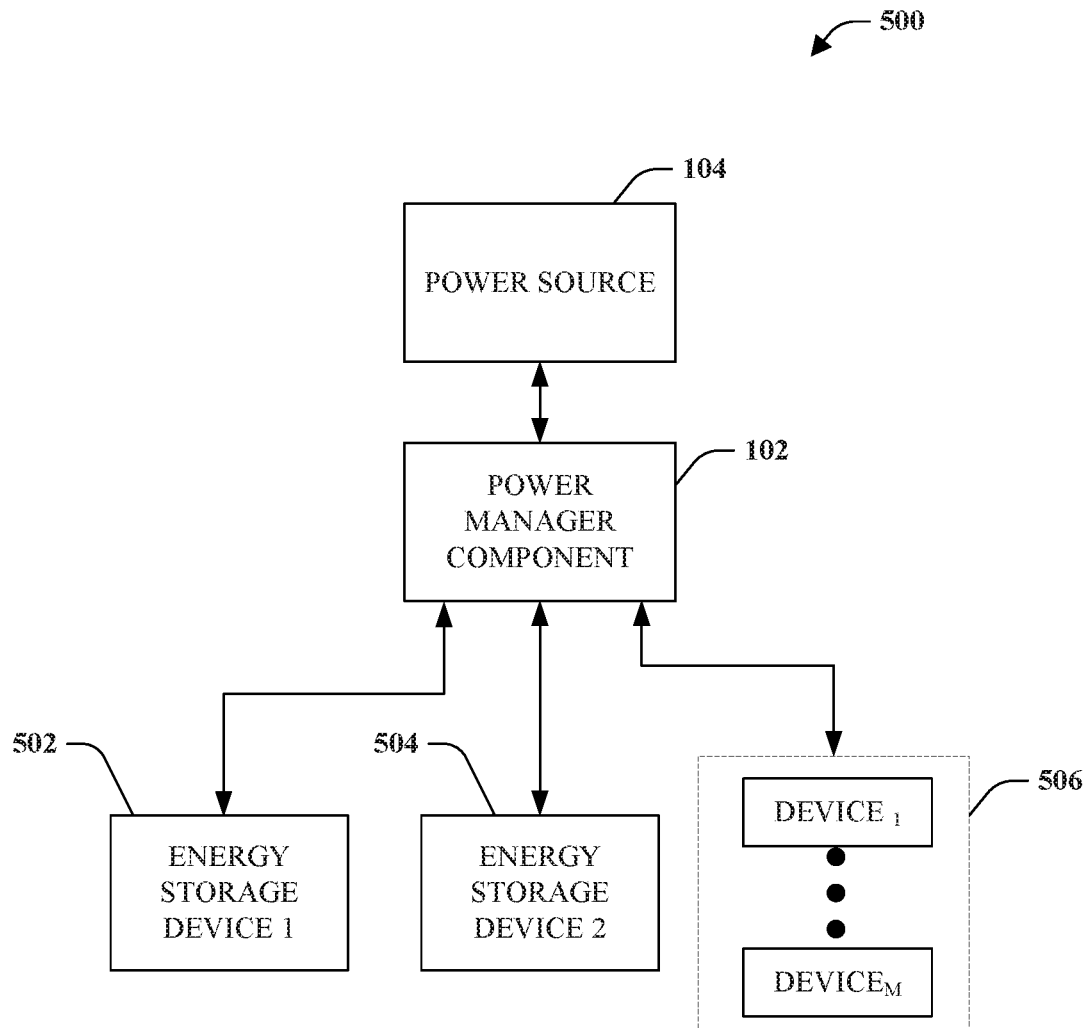 500
104
POWER SOURCE
102
POWER
MANAGER
COMPONENT
502
504
506
ENERGY
STORAGE
DEVICE 1
ENERGY
STORAGE
DEVICE 2
DEVICE 1
DEVICEM